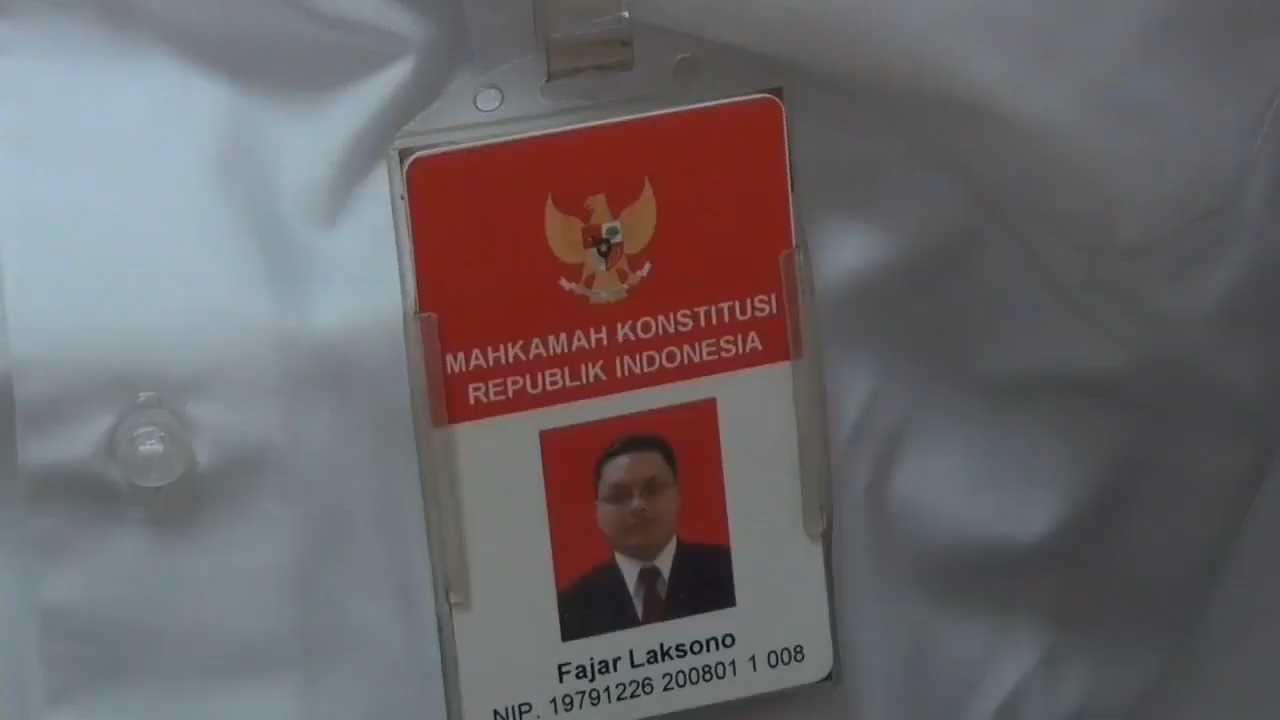 MAHKAMAH KONSTITUSI
REPUBLIK INDONESIA
Fajar Laksono
NIP. 19791226 200801 1 008